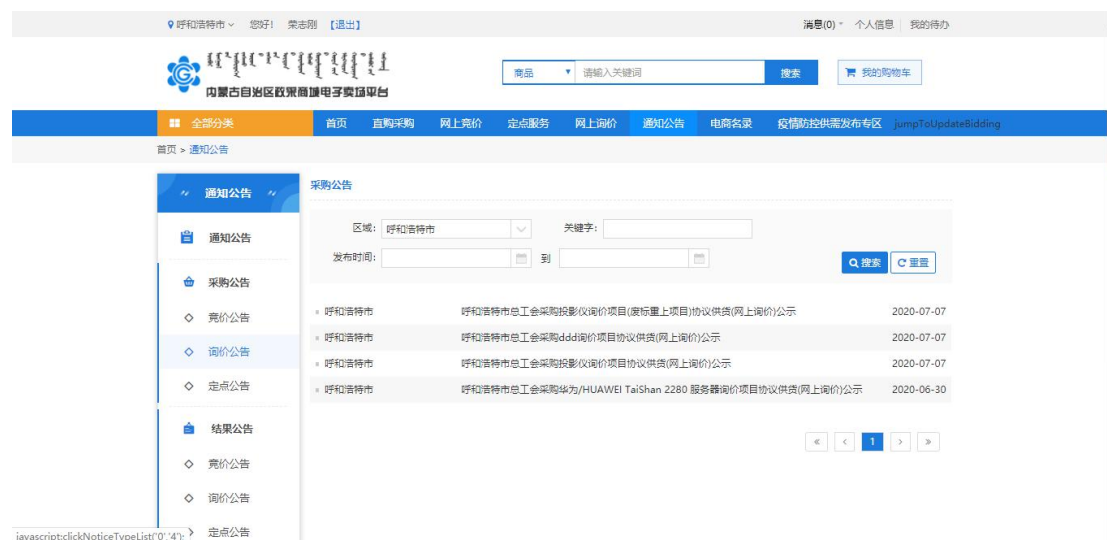 呼和浩特市 您好! 荣志刚 【退出】 消息(0) 个人信息 我的待办
内蒙古自治区政采商城电子卖场平台
商品 请输入关键词 搜索 我的购物车
全部分类 首页 直购采购 网上竞价 定点服务 网上询价 通知公告 电商名录 疫情防控供需发布专区 jumpToUpdateBidding
首页 > 通知公告
通知公告
通知公告
采购公告
竞价公告
询价公告
定点公告
结果公告
竞价公告
询价公告
定点公告
采购公告
区域: 呼和浩特市 关键字:
发布时间: 到 搜索 重置
呼和浩特市 呼和浩特市总工会采购投影仪询价项目(废标重上项目)协议供货(网上询价)公示 2020-07-07
呼和浩特市 呼和浩特市总工会采购ddd询价项目协议供货(网上询价)公示 2020-07-07
呼和浩特市 呼和浩特市总工会采购投影仪询价项目协议供货(网上询价)公示 2020-07-07
呼和浩特市 呼和浩特市总工会采购华为/HUAWEI TaiShan 2280 服务器询价项目协议供货(网上询价)公示 2020-06-30
« < 1 > »
javascript:clickNoticeTypeList('0','4');